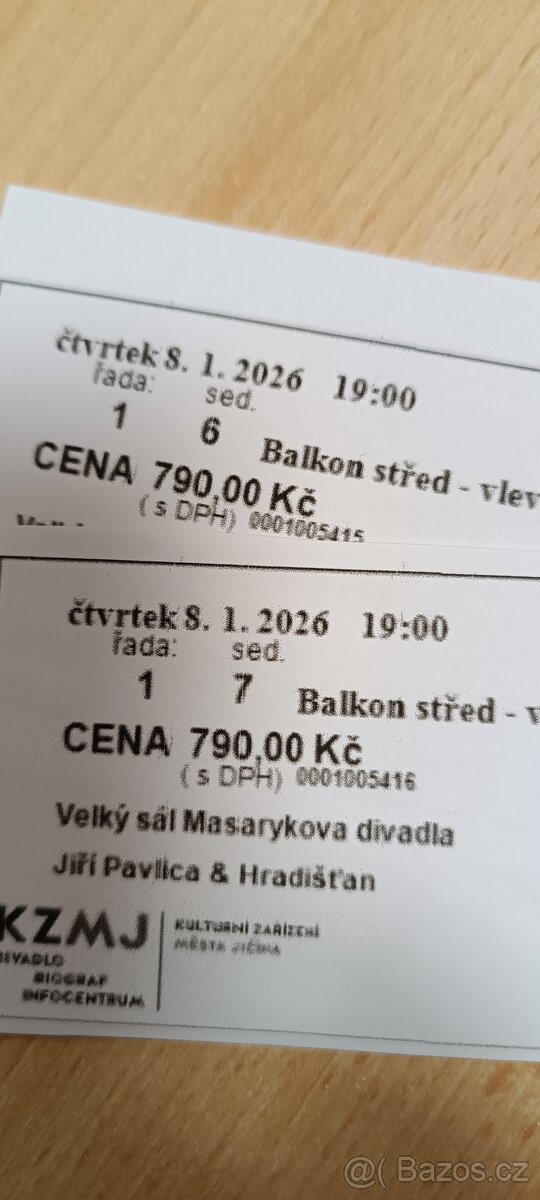 čtvrtek 8. 1. 2026 19:00
řada: sed.
1 6 Balkon střed - vlev
CENA 790,00 Kč
( s DPH) 0001005415
čtvrtek 8. 1. 2026 19:00
řada: sed.
1 7 Balkon střed - v
CENA 790,00 Kč
( s DPH) 0001005416
Velký sál Masarykova divadla
Jiří Pavlica & Hradišťan
KZMJ
DIVADLO
BIOGRAF
INFOCENTRUM
KULTURNÍ ZAŘÍZENÍ
MĚSTA JIČÍNA
@( Bazos.cz